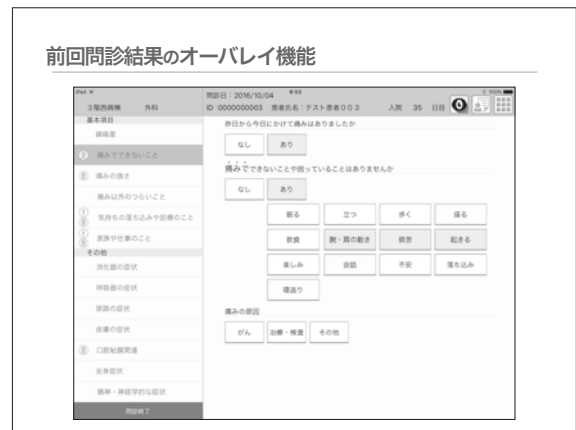 前回問診結果のオーバレイ機能
iPad
8:55
100%
問診日：2016/10/04
3階西病棟 外科
ID :0000000003 患者氏名：テスト患者003 入院 35 日目
基本項目
鎮痛薬
痛みでできないこと
痛みの強さ
痛み以外のつらいこと
気持ちの落ち込みや診療のこと
家族や仕事のこと
その他
消化器の症状
呼吸器の症状
尿路の症状
皮膚の症状
口腔粘膜関連
全身症状
精神・神経学的な症状
問診終了
昨日から今日にかけて痛みはありましたか
なし あり
痛みでできないことや困っていることはありませんか
なし あり
眠る 立つ 歩く 座る
飲食 腕・肩の動き 排泄 起きる
楽しみ 会話 不安 落ち込み
寝返り
痛みの原因
がん 治療・検査 その他